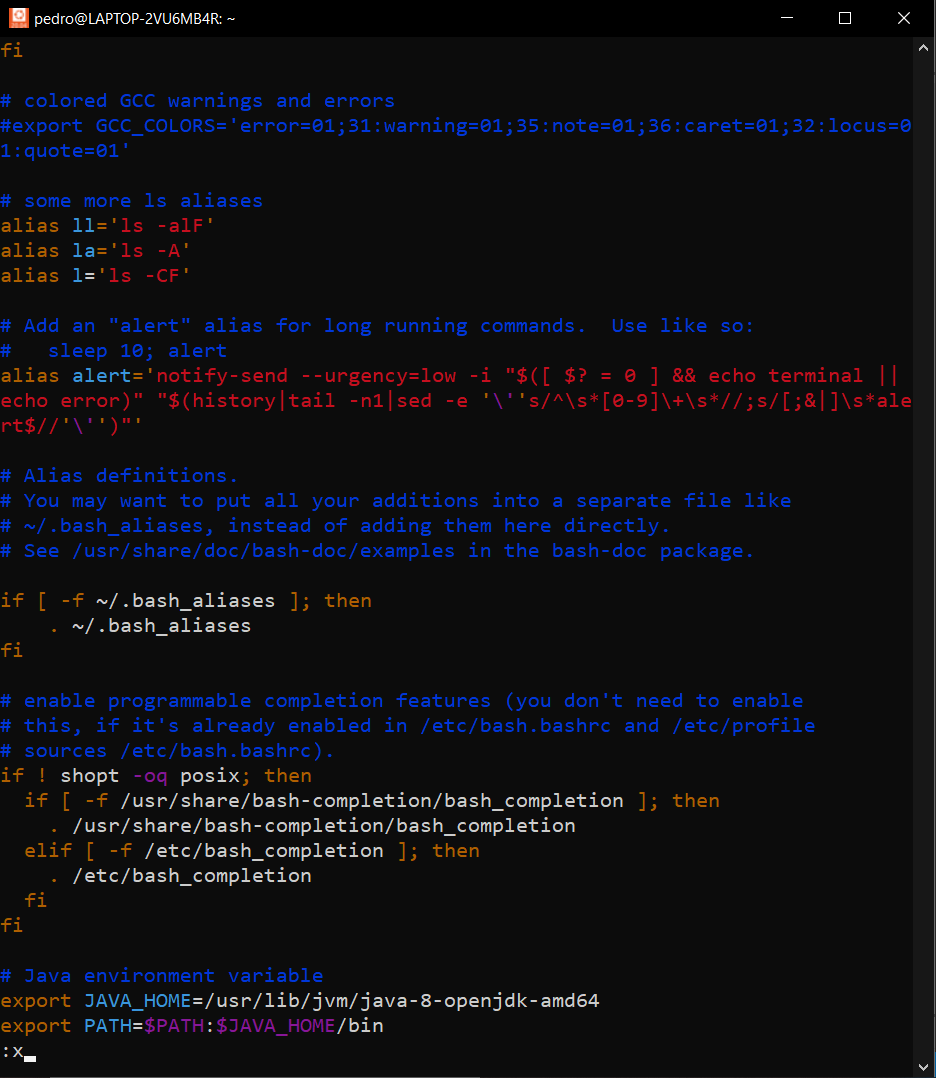 pedro@LAPTOP-2VU6MB4R: ~
fi
# colored GCC warnings and errors
#export GCC_COLORS='error=01;31:warning=01;35:note=01;36:caret=01;32:locus=0
1:quote=01'
# some more ls aliases
alias ll='ls -alF'
alias la='ls -A'
alias l='ls -CF'
# Add an "alert" alias for long running commands.  Use like so:
#   sleep 10; alert
alias alert='notify-send --urgency=low -i "$([ $? = 0 ] && echo terminal ||
echo error)" "$(history|tail -n1|sed -e '\''s/^\s*[0-9]\+\s*//;s/[;&|]\s*ale
rt$//'\'')"'
# Alias definitions.
# You may want to put all your additions into a separate file like
# ~/.bash_aliases, instead of adding them here directly.
# See /usr/share/doc/bash-doc/examples in the bash-doc package.
if [ -f ~/.bash_aliases ]; then
    . ~/.bash_aliases
fi
# enable programmable completion features (you don't need to enable
# this, if it's already enabled in /etc/bash.bashrc and /etc/profile
# sources /etc/bash.bashrc).
if ! shopt -oq posix; then
  if [ -f /usr/share/bash-completion/bash_completion ]; then
    . /usr/share/bash-completion/bash_completion
  elif [ -f /etc/bash_completion ]; then
    . /etc/bash_completion
  fi
fi
# Java environment variable
export JAVA_HOME=/usr/lib/jvm/java-8-openjdk-amd64
export PATH=$PATH:$JAVA_HOME/bin
:x